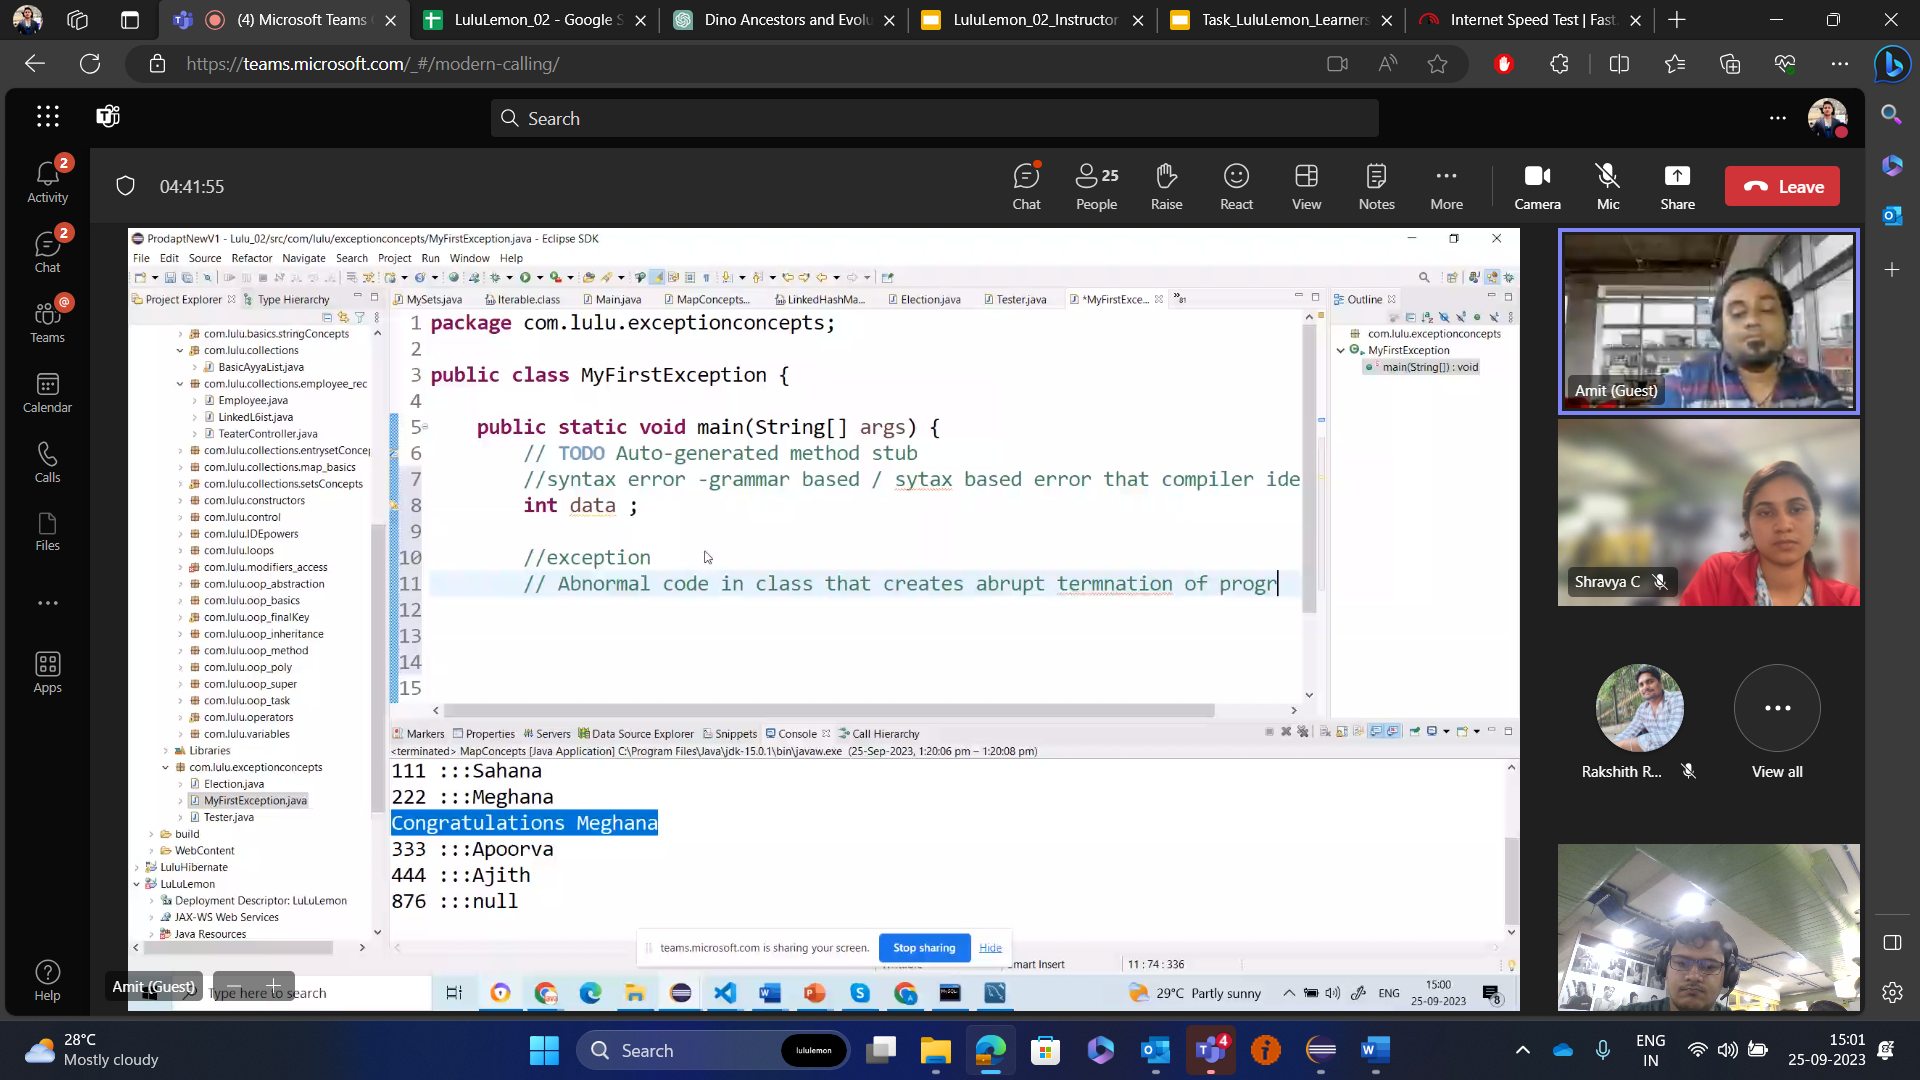 (4) Microsoft Teams
LuluLemon_02 - Google S
Dino Ancestors and Evolu
LuluLemon_02_Instructor
Task_LuluLemon_Learners
Internet Speed Test | Fast.
https://teams.microsoft.com/_#/modern-calling/
Search
04:41:55
Chat
25
People
Raise
React
View
Notes
More
Camera
Mic
Share
Leave
2
Activity
2
Chat
@
Teams
Calendar
Calls
Files
Apps
Help
ProdaptNewV1 - Lulu_02/src/com/lulu/exceptionconcepts/MyFirstException.java - Eclipse SDK
File Edit Source Refactor Navigate Search Project Run Window Help
Project Explorer
Type Hierarchy
com.lulu.basics.stringConcepts
com.lulu.collections
BasicAyyaList.java
com.lulu.collections.employee_rec
Employee.java
LinkedL6ist.java
TeaterController.java
com.lulu.collections.entrysetConcep
com.lulu.collections.map_basics
com.lulu.collections.setsConcepts
com.lulu.constructors
com.lulu.control
com.lulu.IDEpowers
com.lulu.loops
com.lulu.modifiers_access
com.lulu.oop_abstraction
com.lulu.oop_basics
com.lulu.oop_finalKey
com.lulu.oop_inheritance
com.lulu.oop_method
com.lulu.oop_poly
com.lulu.oop_super
com.lulu.oop_task
com.lulu.operators
com.lulu.variables
Libraries
com.lulu.exceptionconcepts
Election.java
MyFirstException.java
Tester.java
build
WebContent
LuluHibernate
LuLuLemon
Deployment Descriptor: LuLuLemon
JAX-WS Web Services
Java Resources
MySets.java
Iterable.class
Main.java
MapConcepts...
LinkedHashMa...
Election.java
Tester.java
*MyFirstExce...
»81
1 package com.lulu.exceptionconcepts;
2
3 public class MyFirstException {
4
5 public static void main(String[] args) {
6 // TODO Auto-generated method stub
7 //syntax error -grammar based / sytax based error that compiler ide
8 int data ;
9
10 //exception
11 // Abnormal code in class that creates abrupt termnation of progr
12
13
14
15
Outline
com.lulu.exceptionconcepts
MyFirstException
main(String[]) : void
Markers
Properties
Servers
Data Source Explorer
Snippets
Console
Call Hierarchy
<terminated> MapConcepts [Java Application] C:\Program Files\Java\jdk-15.0.1\bin\javaw.exe (25-Sep-2023, 1:20:06 pm – 1:20:08 pm)
111 :::Sahana
222 :::Meghana
Congratulations Meghana
333 :::Apoorva
444 :::Ajith
876 :::null
teams.microsoft.com is sharing your screen.
Stop sharing
Hide
Smart Insert
11 : 74 : 336
Amit (Guest)
Type here to search
29°C Partly sunny
ENG
15:00
25-09-2023
8
Amit (Guest)
Shravya C
Rakshith R...
View all
28°C
Mostly cloudy
Search
lululemon
4
ENG
IN
15:01
25-09-2023